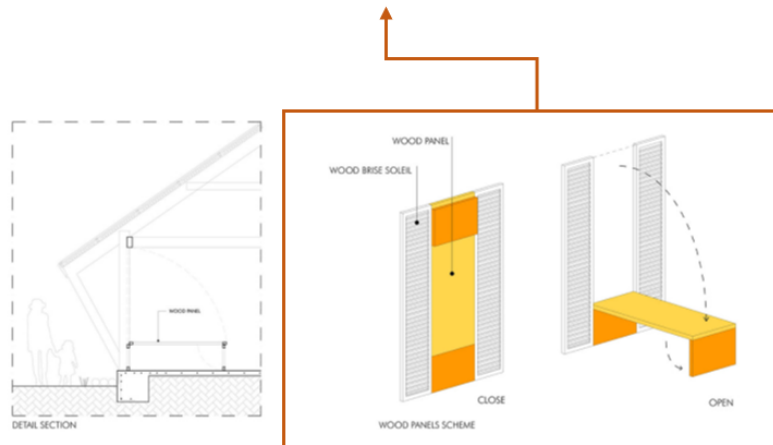 WOOD PANEL
WOOD BRISE SOLEIL
WOOD PANEL
CLOSE
OPEN
DETAIL SECTION
WOOD PANELS SCHEME